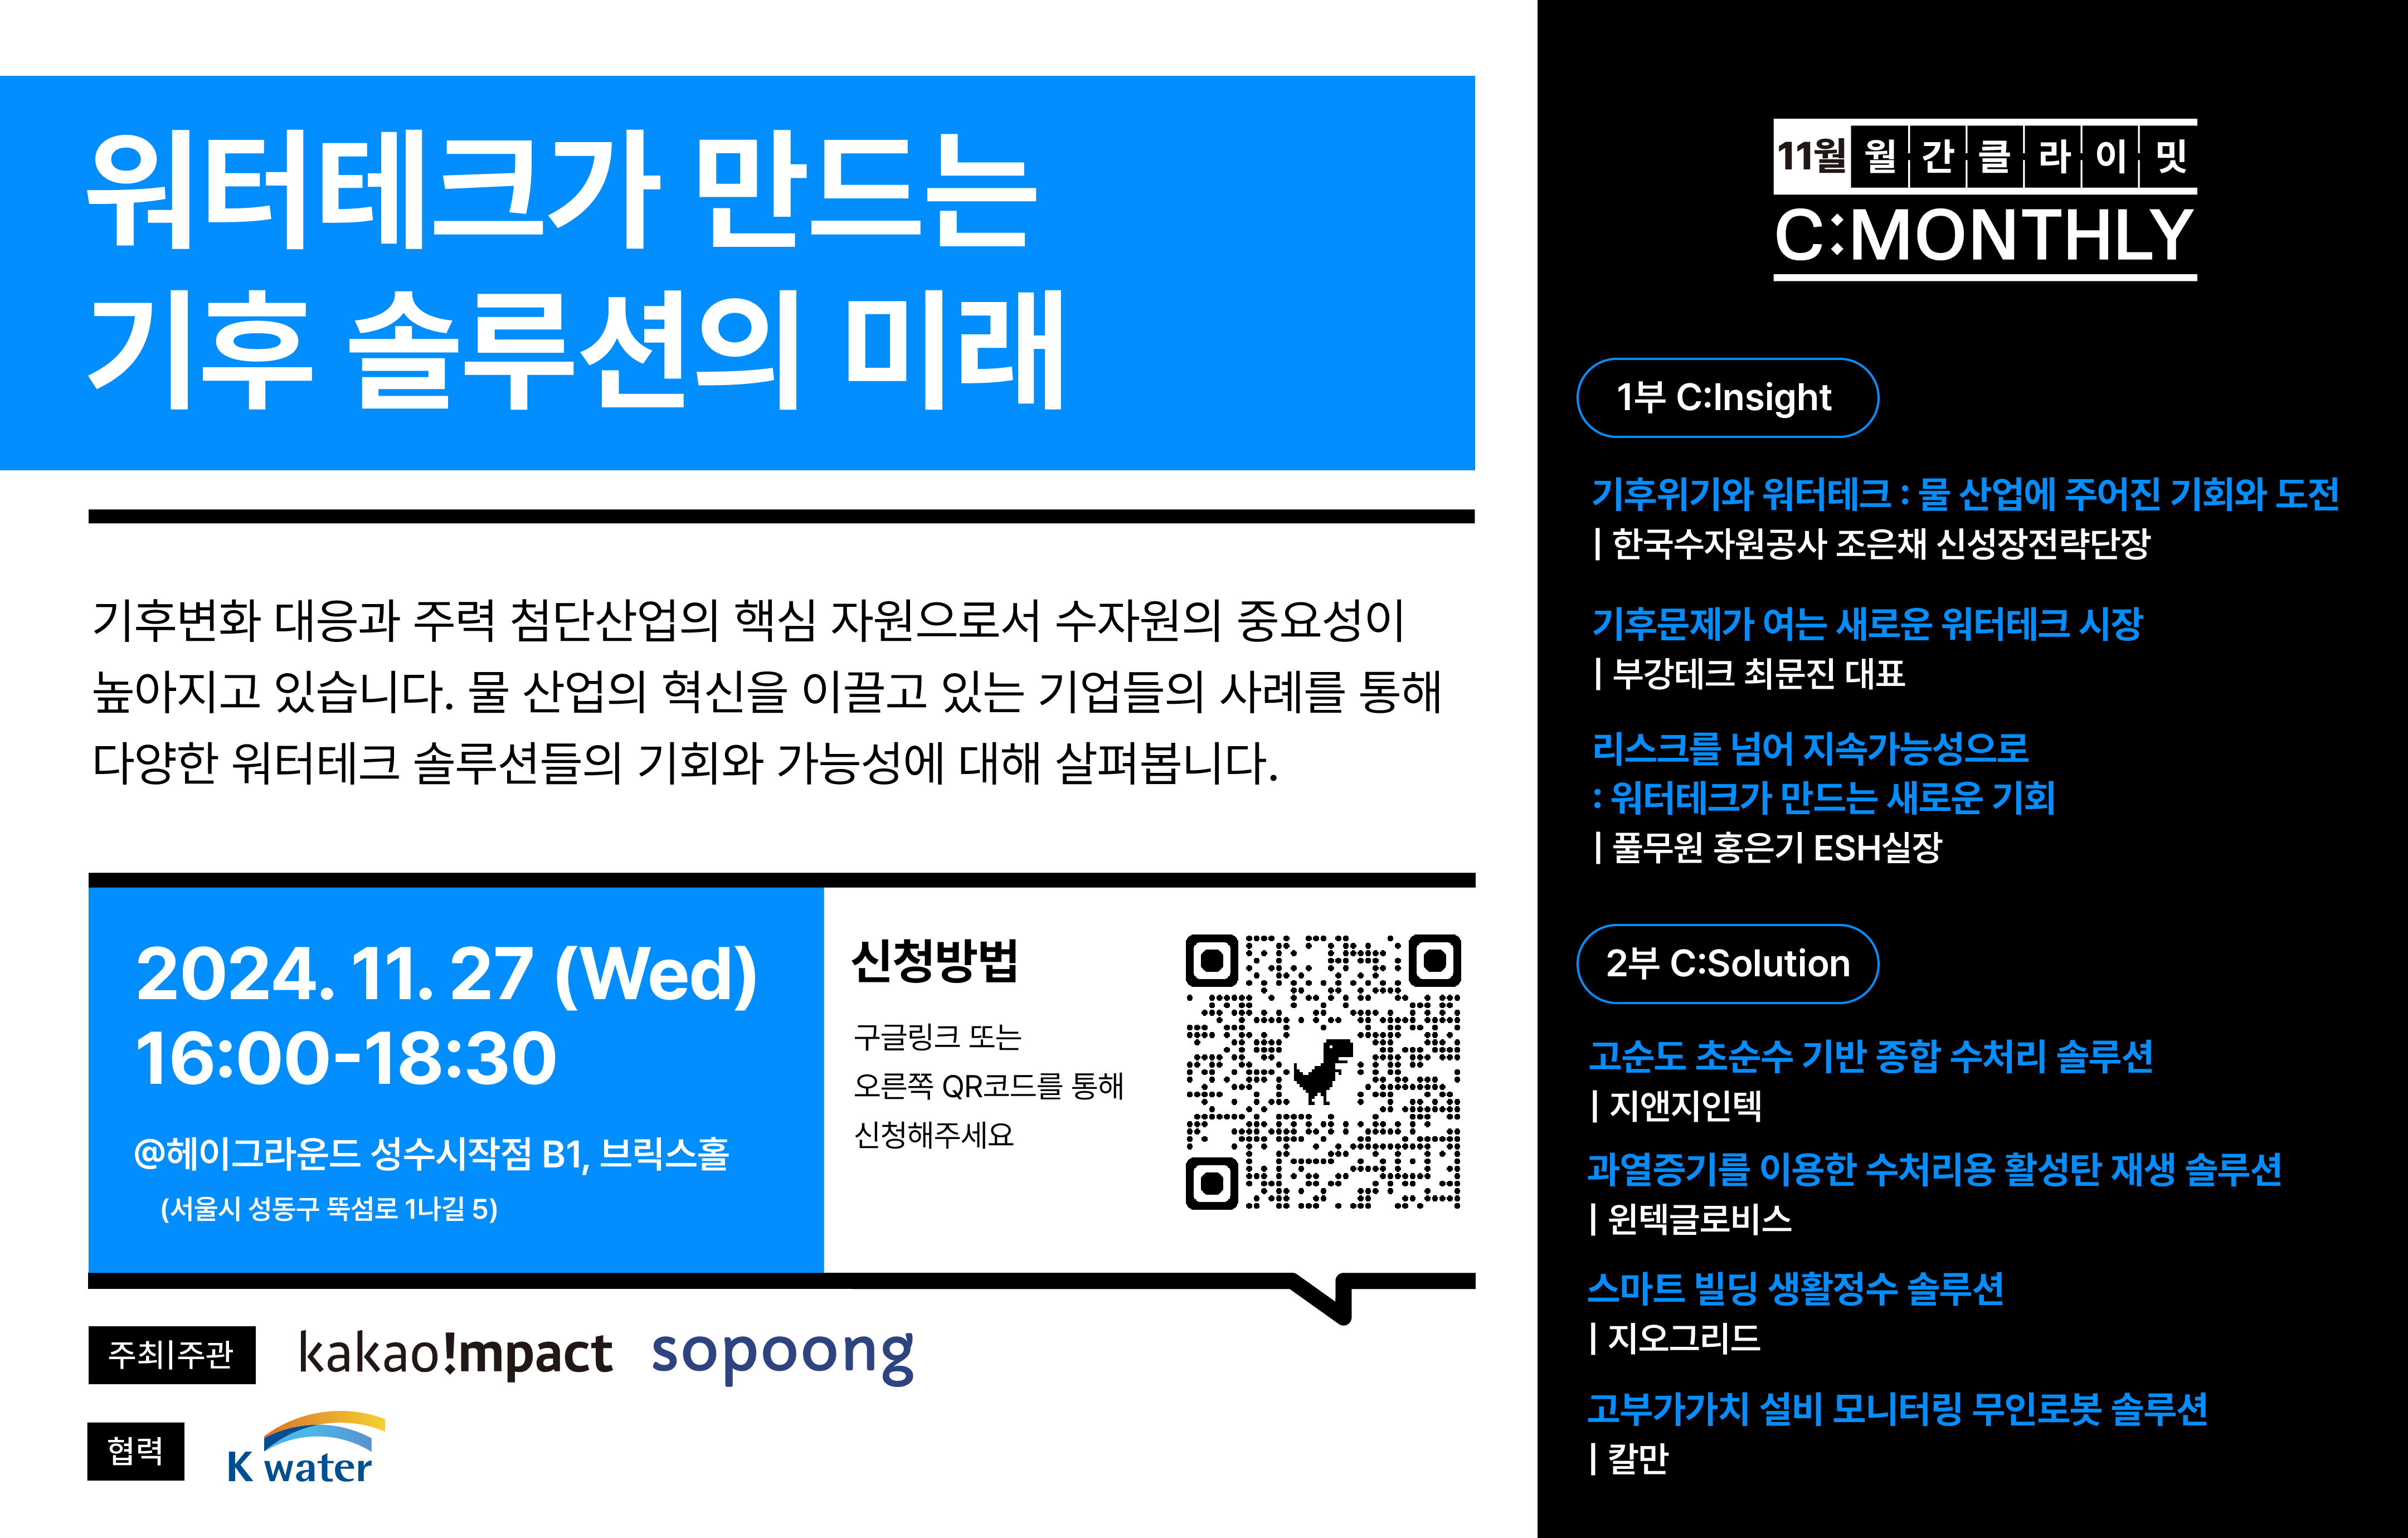 워터테크가 만드는
기후 솔루션의 미래
기후변화 대응과 주력 첨단산업의 핵심 자원으로서 수자원의 중요성이
높아지고 있습니다. 물 산업의 혁신을 이끌고 있는 기업들의 사례를 통해
다양한 워터테크 솔루션들의 기회와 가능성에 대해 살펴봅니다.
2024. 11. 27 (Wed)
16:00-18:30
@헤이그라운드 성수시작점 B1, 브릭스홀
(서울시 성동구 뚝섬로 1나길 5)
신청방법
구글링크 또는
오른쪽 QR코드를 통해
신청해주세요
주최|주관
kakao!mpact
sopoong
협력
K water
11월 월간클라이밋
C:MONTHLY
1부 C:Insight
기후위기와 워터테크 : 물 산업에 주어진 기회와 도전
| 한국수자원공사 조은채 신성장전략단장
기후문제가 여는 새로운 워터테크 시장
| 부강테크 최문진 대표
리스크를 넘어 지속가능성으로
: 워터테크가 만드는 새로운 기회
| 풀무원 홍은기 ESH실장
2부 C:Solution
고순도 초순수 기반 종합 수처리 솔루션
| 지앤지인텍
과열증기를 이용한 수처리용 활성탄 재생 솔루션
| 윈텍글로비스
스마트 빌딩 생활정수 솔루션
| 지오그리드
고부가가치 설비 모니터링 무인로봇 솔루션
| 칼만